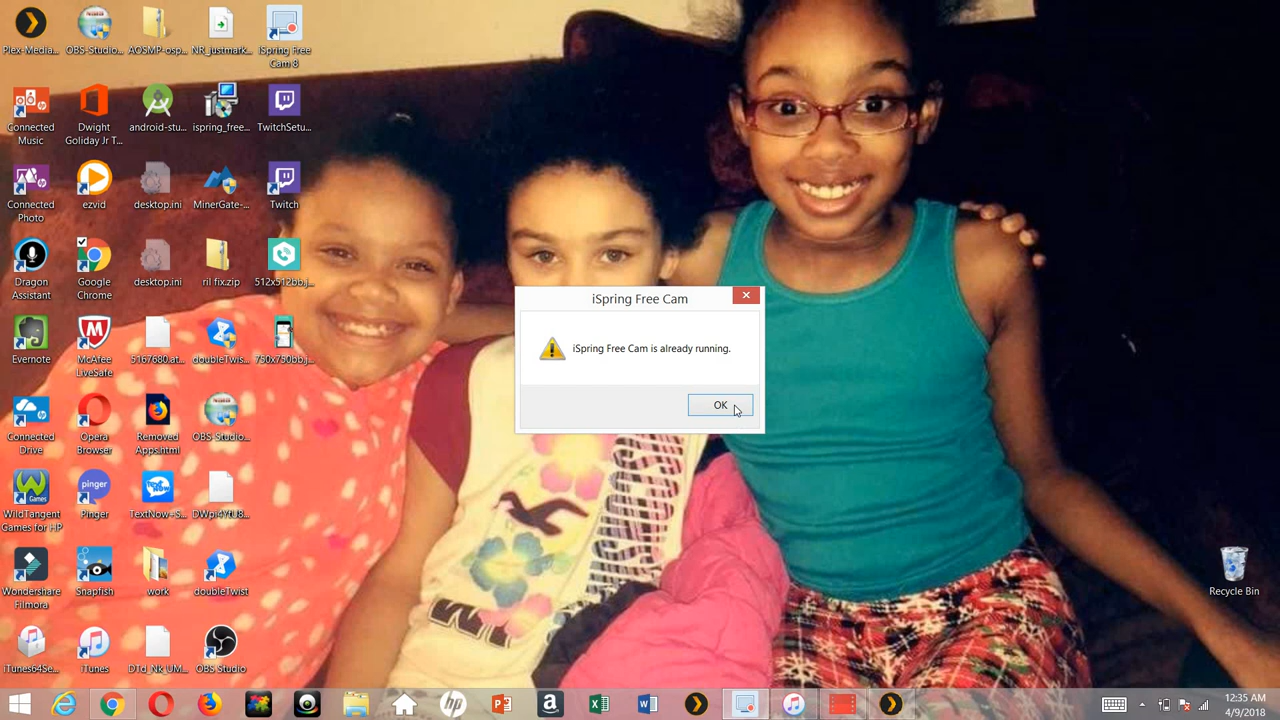 Plex-Media...
OBS-Studio...
AOSMP-osp...
NR_justmark...
iSpring Free
Cam 8
Connected
Music
Dwight
Goliday Jr T...
android-stu...
ispring_free...
TwitchSetu...
Connected
Photo
ezvid
desktop.ini
MinerGate-...
Twitch
Dragon
Assistant
Google
Chrome
desktop.ini
ril fix.zip
512x512bb.j...
iSpring Free Cam
iSpring Free Cam is already running.
OK
Evernote
McAfee
LiveSafe
5167680.at...
doubleTwis...
750x750bb.j...
Connected
Drive
Opera
Browser
Removed
Apps.html
OBS Studio...
WildTangent
Games for HP
pinger
Pinger
TextNow-S...
Wondershare
Filmora
Snapfish
work
doubleTwist
Recycle Bin
iTunes64Se...
iTunes
DTd_Nk_UM...
OBS Studio
12:35 AM
4/9/2018